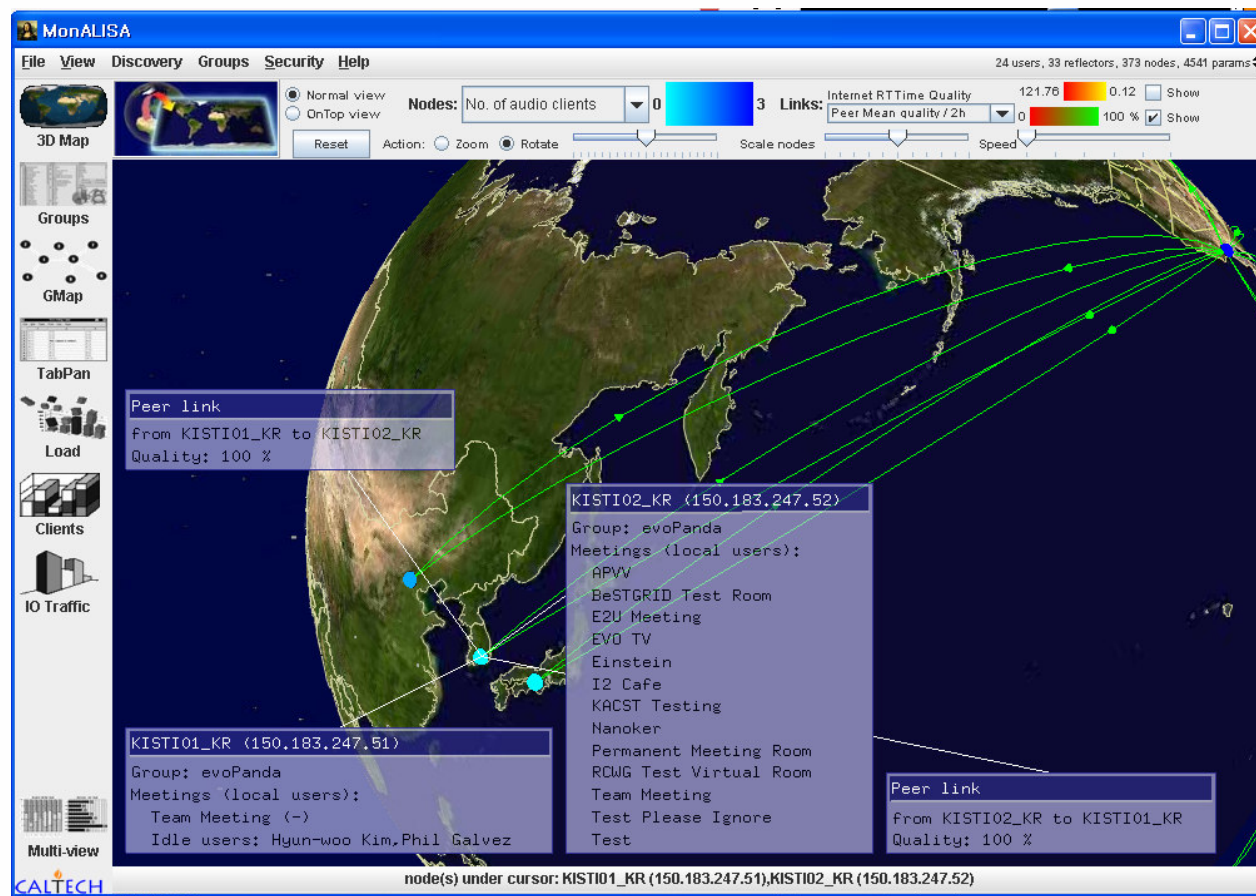 MonALISA
File View Discovery Groups Security Help
24 users, 33 reflectors, 373 nodes, 4541 params
3D Map
Groups
GMap
TabPan
Load
Clients
IO Traffic
Multi-view
CALTECH
Normal view
OnTop view
Reset
Nodes: No. of audio clients 0 3
Links: Internet RTTime Quality 121.76 0.12 Show
Peer Mean quality / 2h 0 100 % Show
Action: Zoom Rotate Scale nodes Speed
Peer link
from KISTI01_KR to KISTI02_KR
Quality: 100 %
KISTI02_KR (150.183.247.52)
Group: evoPanda
Meetings (local users):
APVV
BeSTGRID Test Room
E2U Meeting
EVO TV
Einstein
I2 Cafe
KACST Testing
Nanoker
Permanent Meeting Room
RCWG Test Virtual Room
Team Meeting
Test Please Ignore
Test
KISTI01_KR (150.183.247.51)
Group: evoPanda
Meetings (local users):
Team Meeting (-)
Idle users: Hyun-woo Kim,Phil Galvez
Peer link
from KISTI02_KR to KISTI01_KR
Quality: 100 %
node(s) under cursor: KISTI01_KR (150.183.247.51),KISTI02_KR (150.183.247.52)